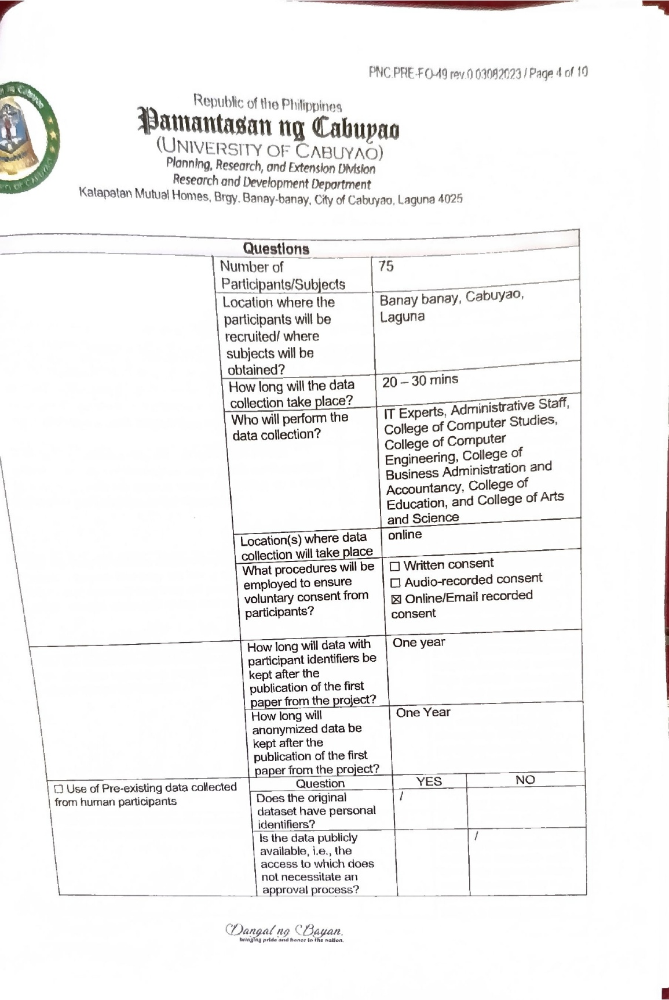 PNC.PRE-FO-49 rev.0 03082023 / Page 4 of 10
Republic of the Philippines
Pamantasan ng Cabuyao
(UNIVERSITY OF CABUYAO)
Planning, Research, and Extension Division
Research and Development Department
Katapatan Mutual Homes, Brgy. Banay-banay, City of Cabuyao, Laguna 4025
Questions
Number of
Participants/Subjects
75
Location where the
participants will be
recruited/ where
subjects will be
obtained?
Banay banay, Cabuyao,
Laguna
How long will the data
collection take place?
20 – 30 mins
Who will perform the
data collection?
IT Experts, Administrative Staff,
College of Computer Studies,
College of Computer
Engineering, College of
Business Administration and
Accountancy, College of
Education, and College of Arts
and Science
Location(s) where data
collection will take place
online
What procedures will be
employed to ensure
voluntary consent from
participants?
☐ Written consent
☐ Audio-recorded consent
☒ Online/Email recorded
consent
How long will data with
participant identifiers be
kept after the
publication of the first
paper from the project?
One year
How long will
anonymized data be
kept after the
publication of the first
paper from the project?
One Year
☐ Use of Pre-existing data collected
from human participants
Question
YES
NO
Does the original
dataset have personal
identifiers?
/
Is the data publicly
available, i.e., the
access to which does
not necessitate an
approval process?
/
Dangal ng Bayan.
bringing pride and honor to the nation.